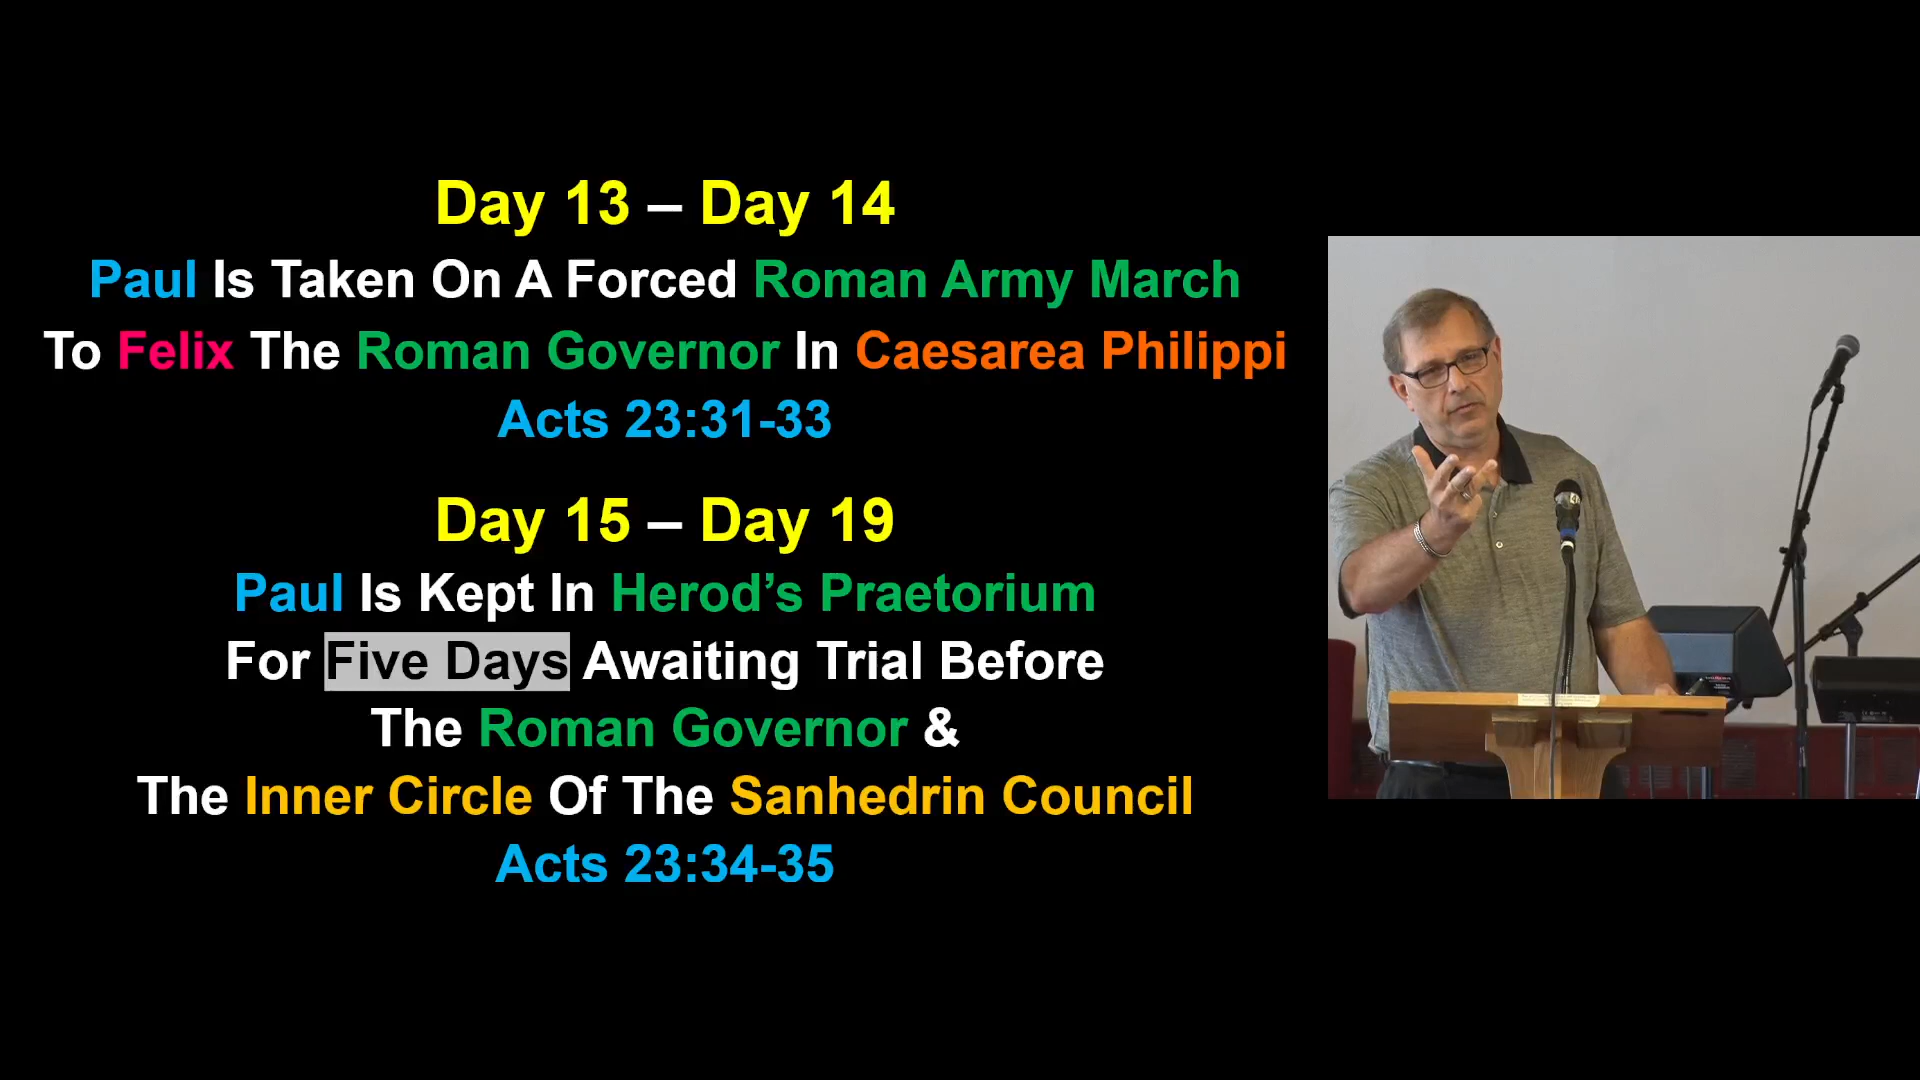 Day 13 – Day 14
Paul Is Taken On A Forced Roman Army March
To Felix The Roman Governor In Caesarea Philippi
Acts 23:31-33
Day 15 – Day 19
Paul Is Kept In Herod’s Praetorium
For Five Days Awaiting Trial Before
The Roman Governor &
The Inner Circle Of The Sanhedrin Council
Acts 23:34-35